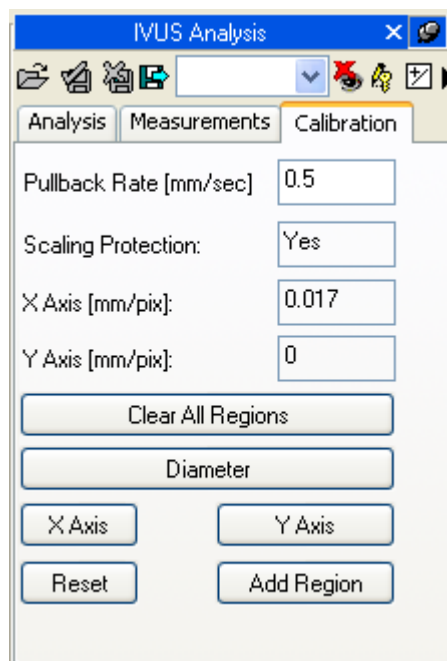 IVUS Analysis
Analysis Measurements Calibration
Pullback Rate [mm/sec] 0.5
Scaling Protection: Yes
X Axis [mm/pix]: 0.017
Y Axis [mm/pix]: 0
Clear All Regions
Diameter
X Axis Y Axis
Reset Add Region